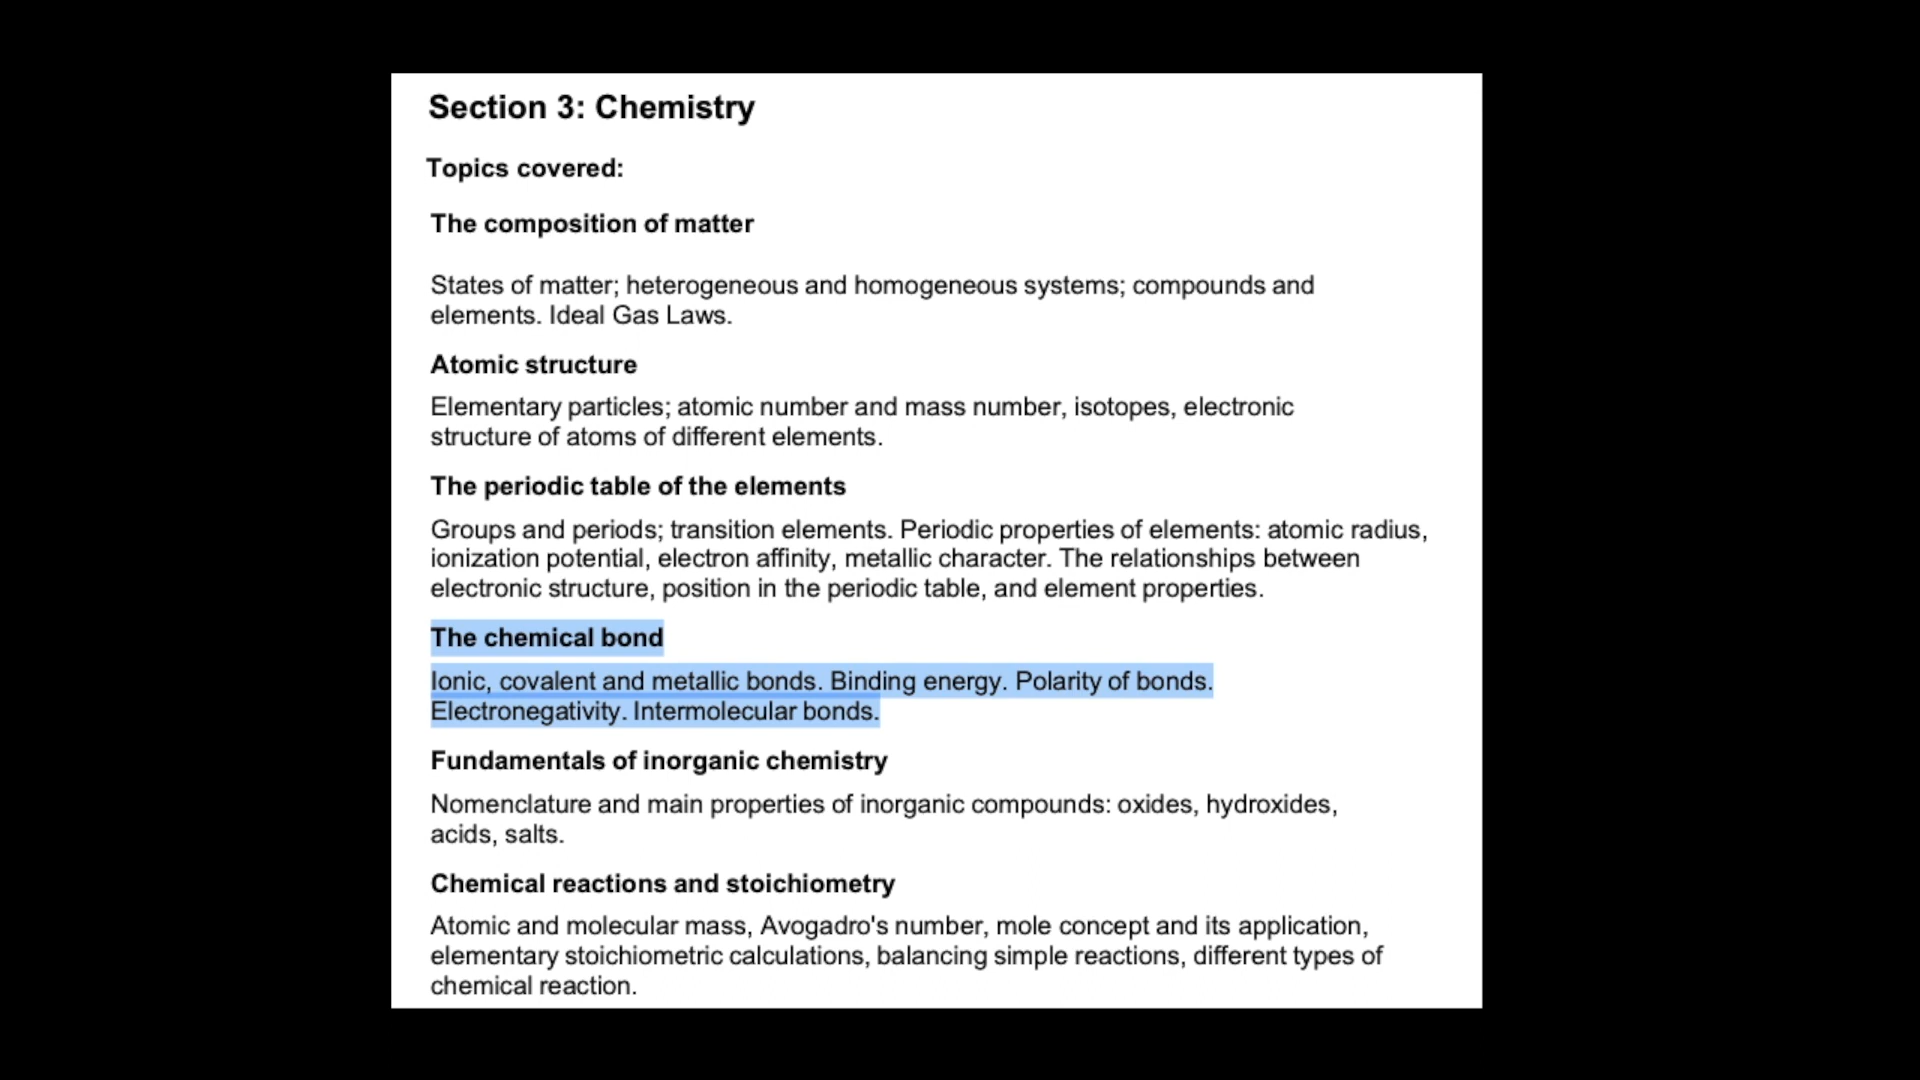 Section 3: Chemistry
Topics covered:
The composition of matter
States of matter; heterogeneous and homogeneous systems; compounds and
elements. Ideal Gas Laws.
Atomic structure
Elementary particles; atomic number and mass number, isotopes, electronic
structure of atoms of different elements.
The periodic table of the elements
Groups and periods; transition elements. Periodic properties of elements: atomic radius,
ionization potential, electron affinity, metallic character. The relationships between
electronic structure, position in the periodic table, and element properties.
The chemical bond
Ionic, covalent and metallic bonds. Binding energy. Polarity of bonds.
Electronegativity. Intermolecular bonds.
Fundamentals of inorganic chemistry
Nomenclature and main properties of inorganic compounds: oxides, hydroxides,
acids, salts.
Chemical reactions and stoichiometry
Atomic and molecular mass, Avogadro's number, mole concept and its application,
elementary stoichiometric calculations, balancing simple reactions, different types of
chemical reaction.